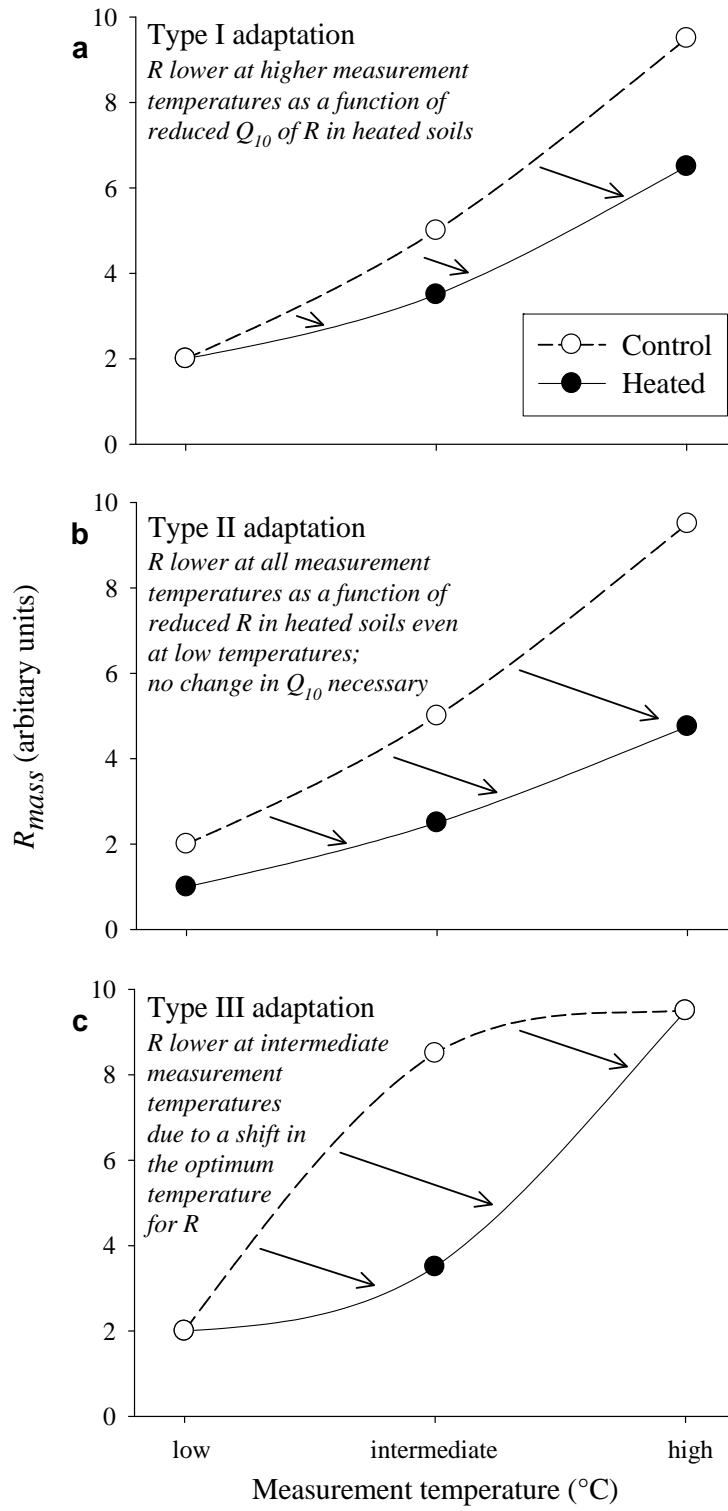 a
Type I adaptation
R lower at higher measurement
temperatures as a function of
reduced Q10 of R in heated soils
10
8
6
4
2
0
Control
Heated
b
Type II adaptation
R lower at all measurement
temperatures as a function of
reduced R in heated soils even
at low temperatures;
no change in Q10 necessary
10
8
6
4
2
0
Rmass (arbitary units)
c
Type III adaptation
R lower at intermediate
measurement
temperatures
due to a shift in
the optimum
temperature
for R
10
8
6
4
2
0
low intermediate high
Measurement temperature (°C)